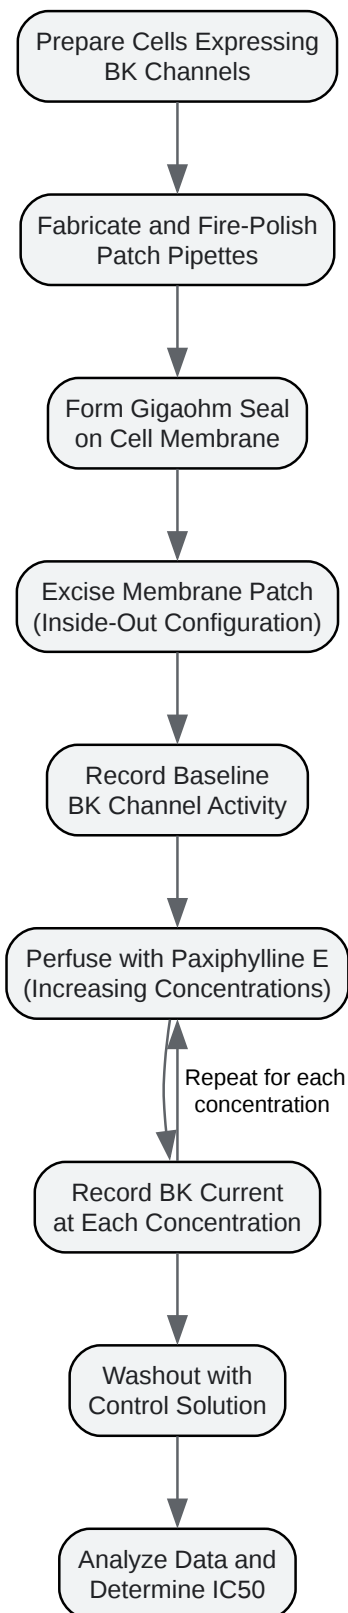 Prepare Cells Expressing
BK Channels
Fabricate and Fire-Polish
Patch Pipettes
Form Gigaohm Seal
on Cell Membrane
Excise Membrane Patch
(Inside-Out Configuration)
Record Baseline
BK Channel Activity
Perfuse with Paxiphylline E
(Increasing Concentrations)
Repeat for each
concentration
Record BK Current
at Each Concentration
Washout with
Control Solution
Analyze Data and
Determine IC50